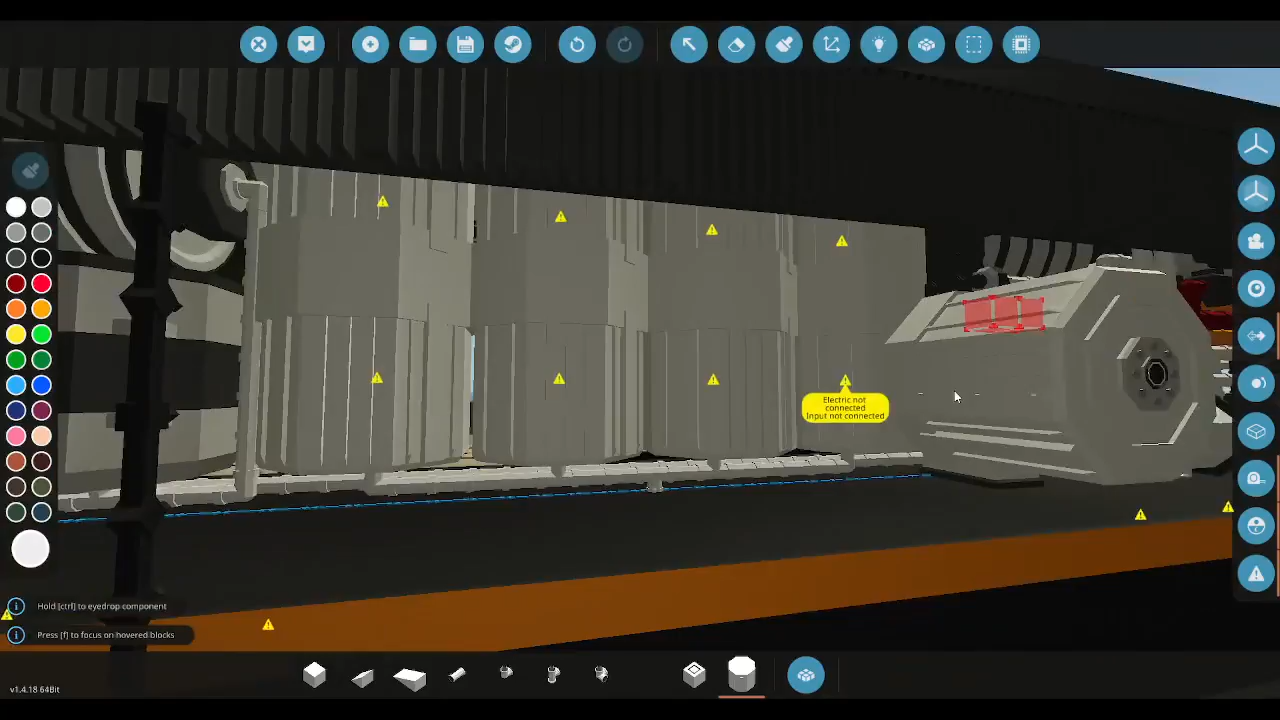 Electric not
connected
Input not connected
Hold [ctrl] to eyedrop component
Press [f] to focus on hovered blocks
v1.4.18 64Bit